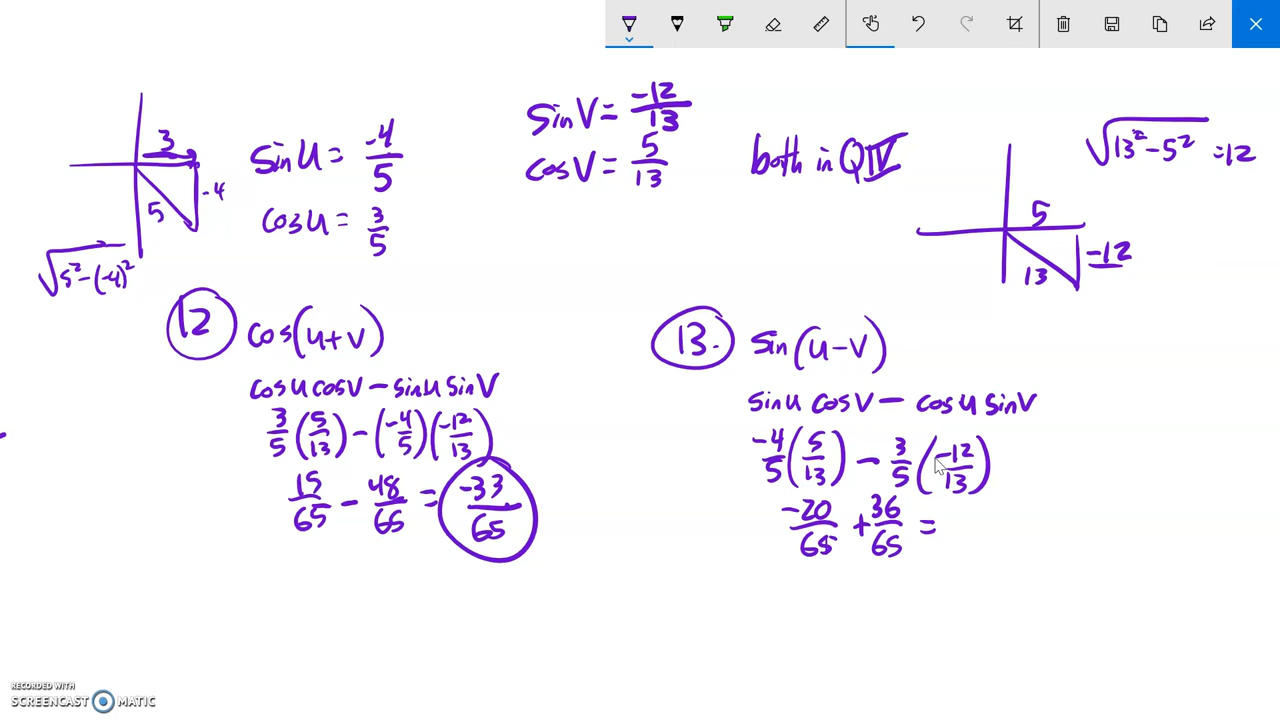 3
-4
5
√5²-(-4)²
sin U = -4/5
cos U = 3/5
sin V = -12/13
cos V = 5/13
both in QIV
√13²-5² = 12
5
-12
13
12 cos(u+v)
cos u cos v - sin u sin v
3/5 (5/13) - (-4/5)(-12/13)
15/65 - 48/65 = -33/65
13. sin(u-v)
sin u cos v - cos u sin v
-4/5 (5/13) - 3/5 (-12/13)
-20/65 + 36/65 =
RECORDED WITH
SCREENCAST MATIC